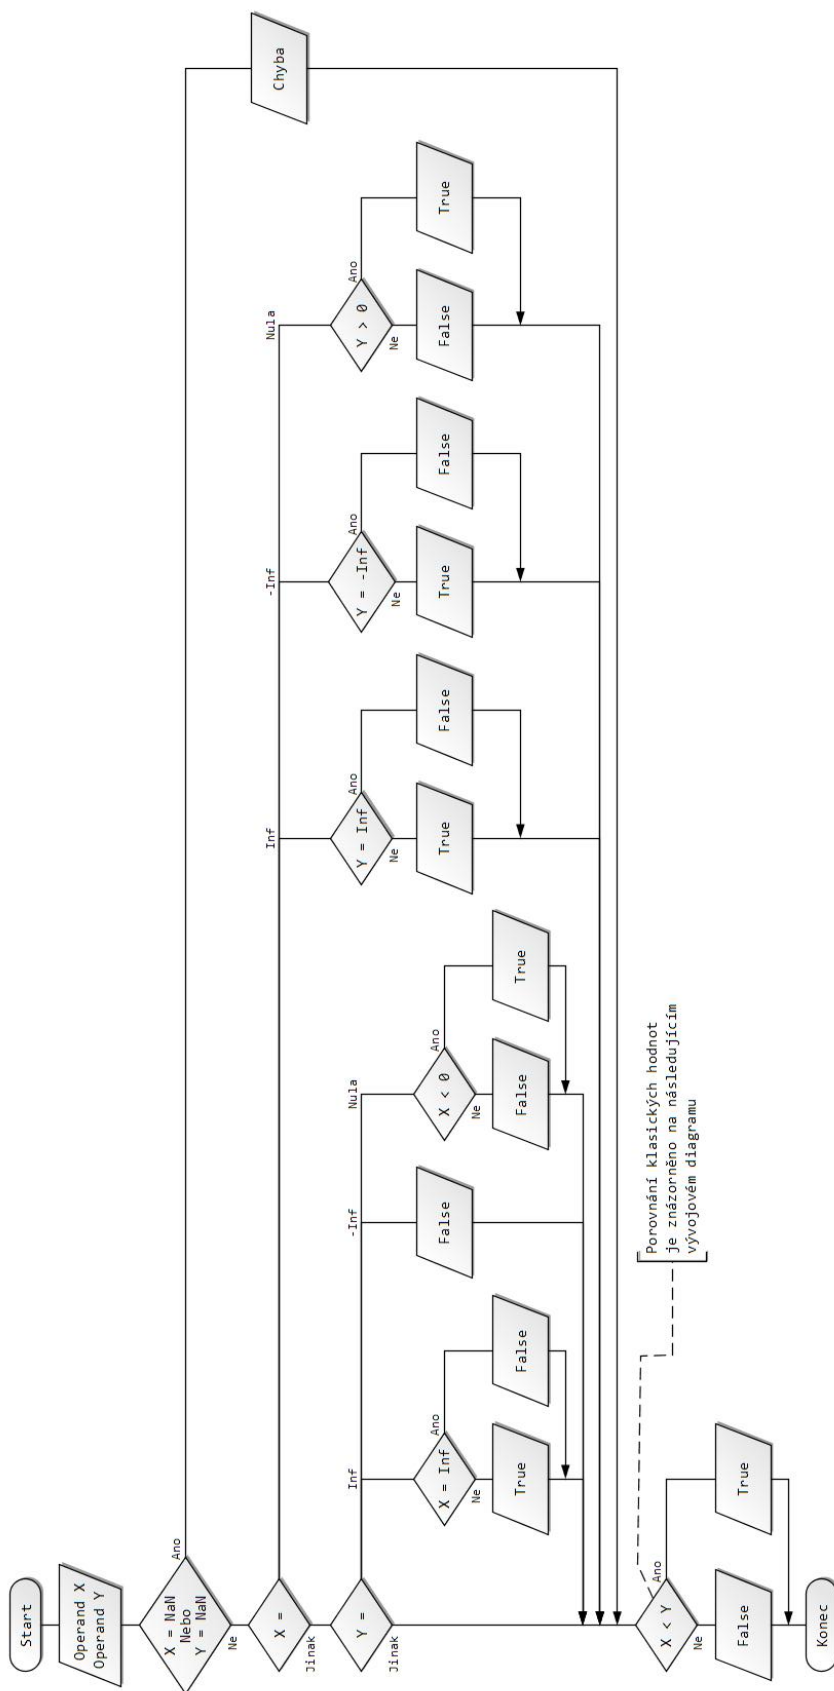 Start
Operand X
Operand Y
X = NaN
Nebo
Y = NaN
Ano
Ne
Chyba
X =
Jinak
Inf
-Inf
Nula
Y = Inf
Ano
Ne
True
False
Y = -Inf
Ano
Ne
True
False
Y > 0
Ano
Ne
False
True
Y =
Jinak
Inf
-Inf
Nula
X = Inf
Ano
Ne
True
False
False
X < 0
Ano
Ne
False
True
X < Y
Ano
Ne
False
True
Porovnání klasických hodnot
je znázorněno na následujícím
vývojovém diagramu
Konec